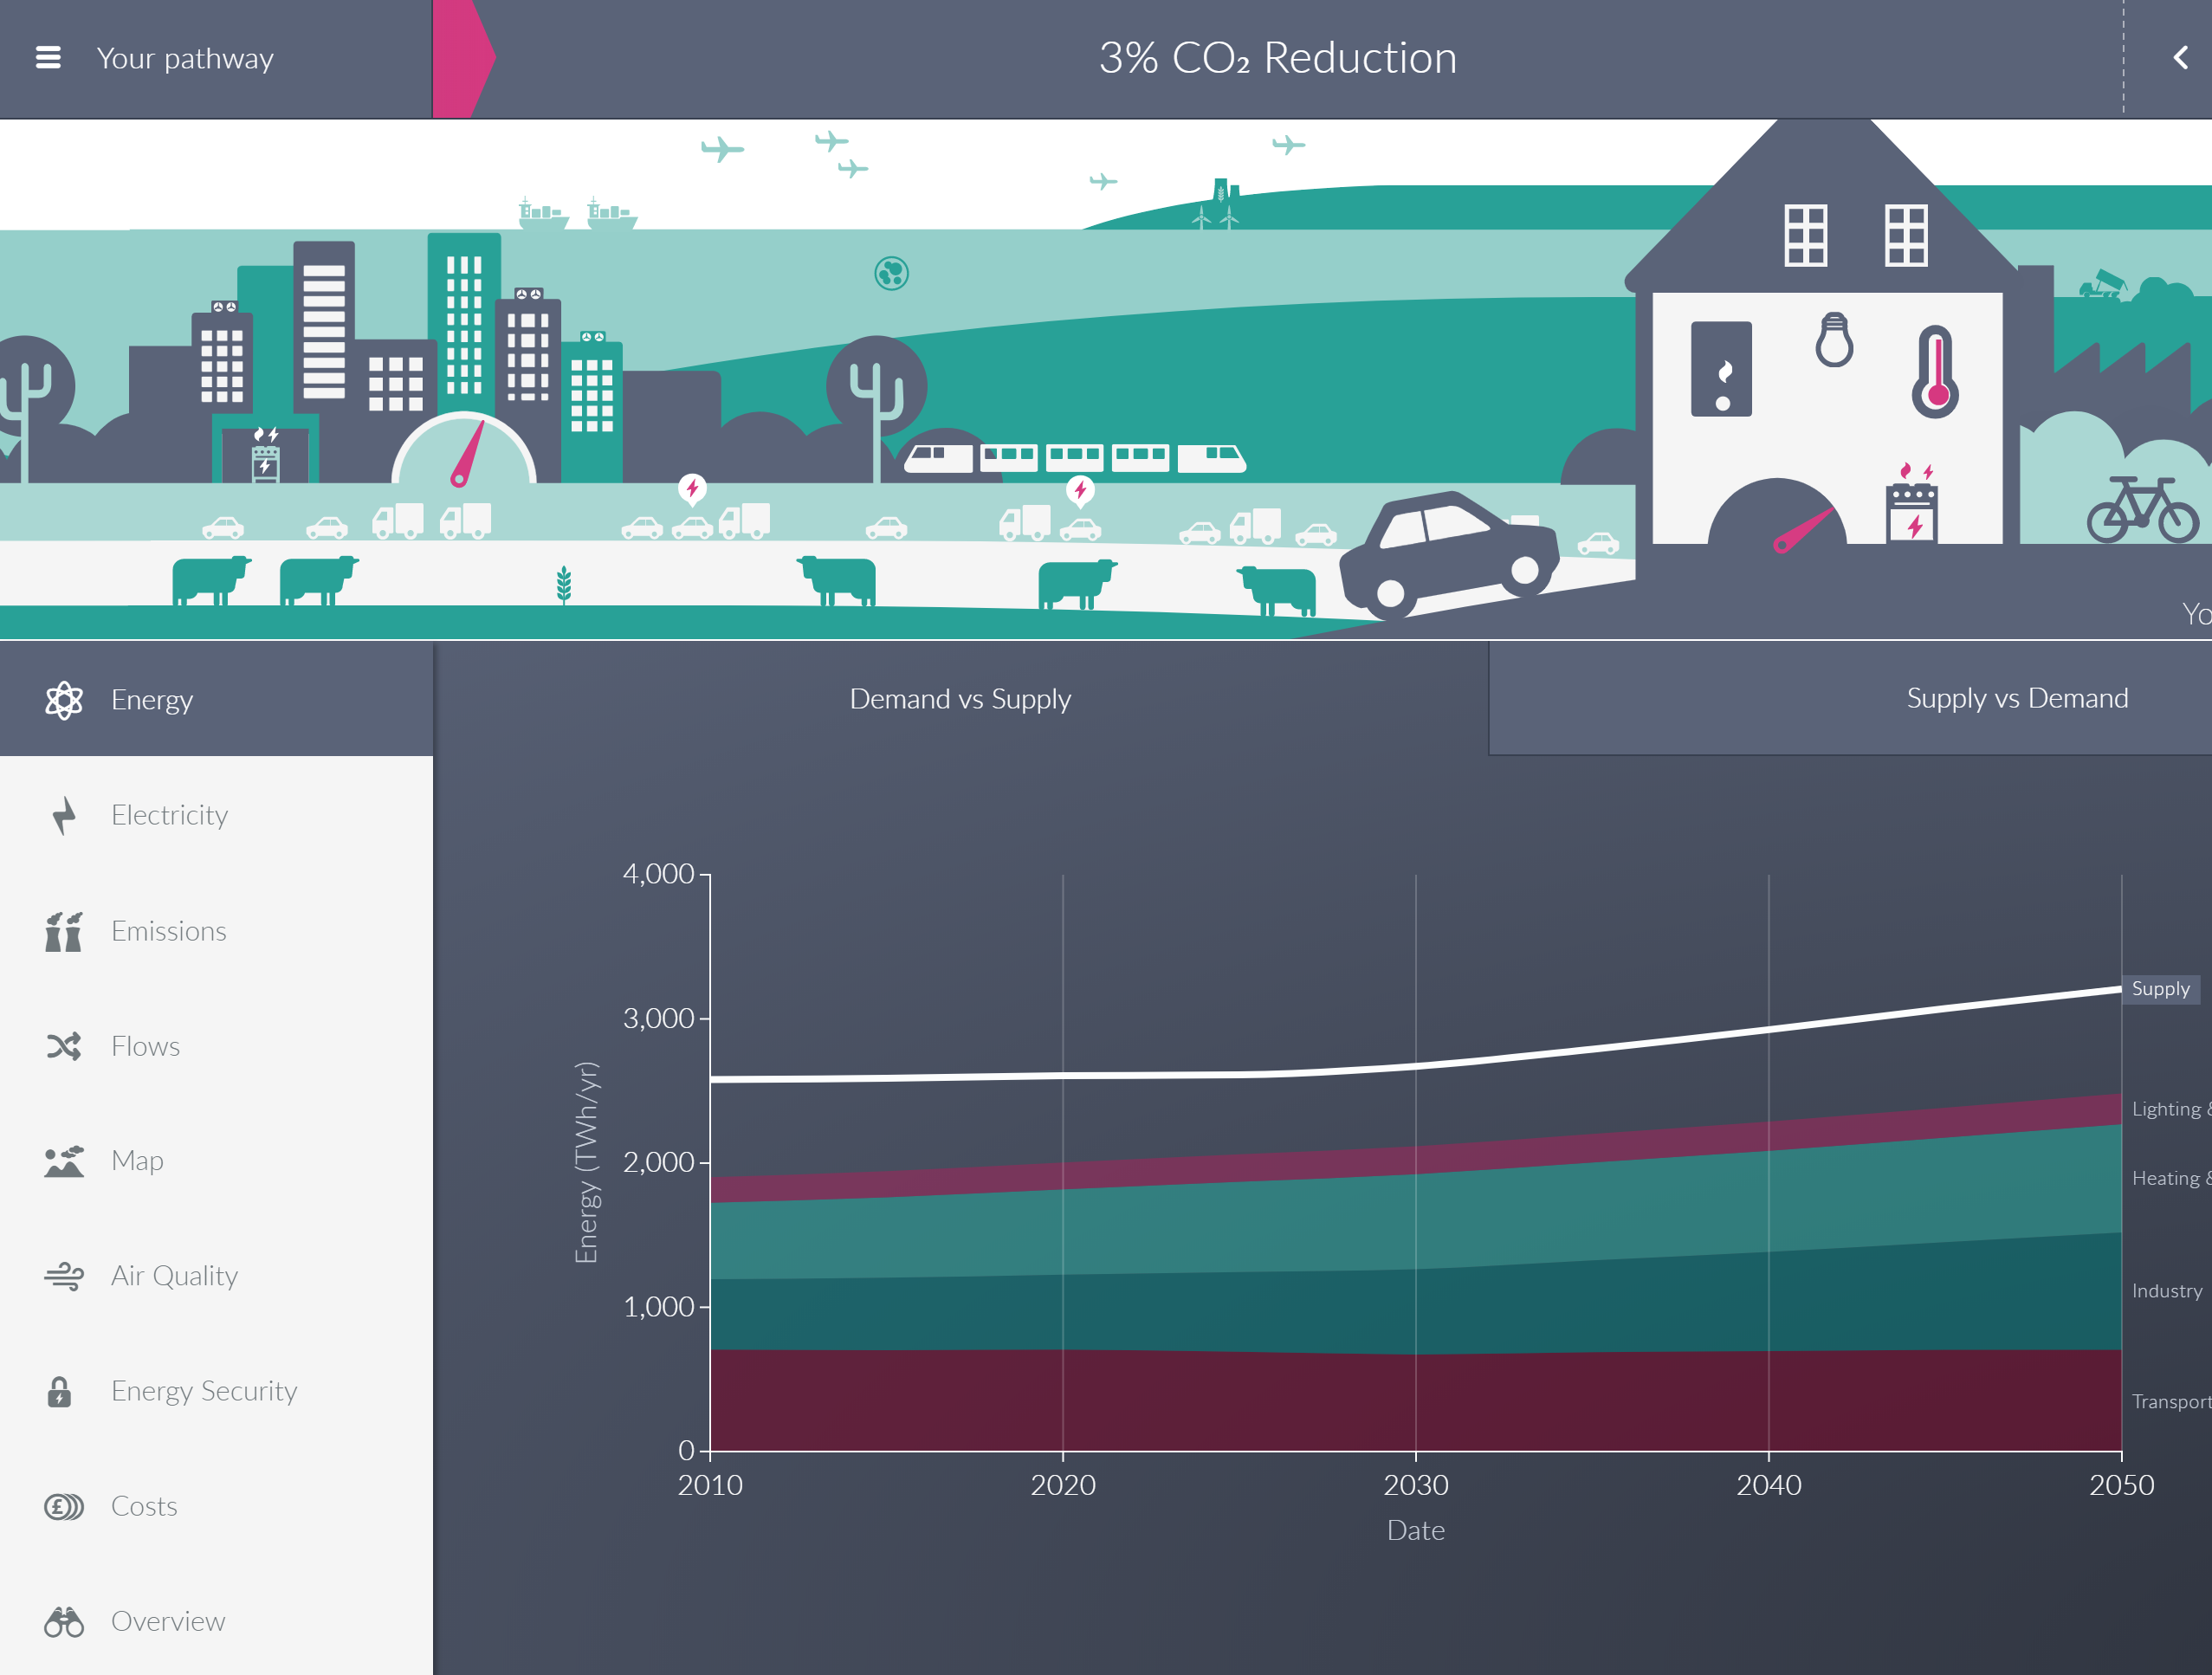 Your pathway
3% CO₂ Reduction
Yo
Energy
Demand vs Supply
Supply vs Demand
Electricity
Emissions
Flows
Map
Air Quality
Energy Security
Costs
Overview
4,000
3,000
2,000
1,000
0
Energy (TWh/yr)
Supply
Lighting &
Heating &
Industry
Transport
2010
2020
2030
2040
2050
Date